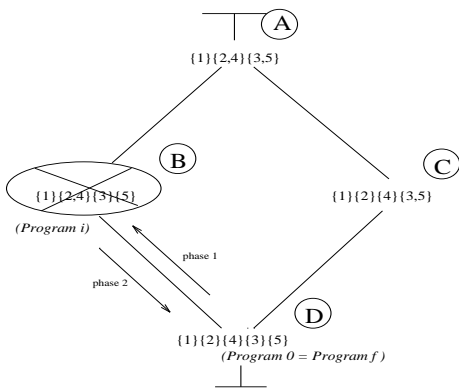 A
{1}{2,4}{3,5}
B
C
{1}{2,4}{3}{5}
{1}{2}{4}{3,5}
(Program i)
phase 1
phase 2
D
{1}{2}{4}{3}{5}
(Program 0 = Program f )